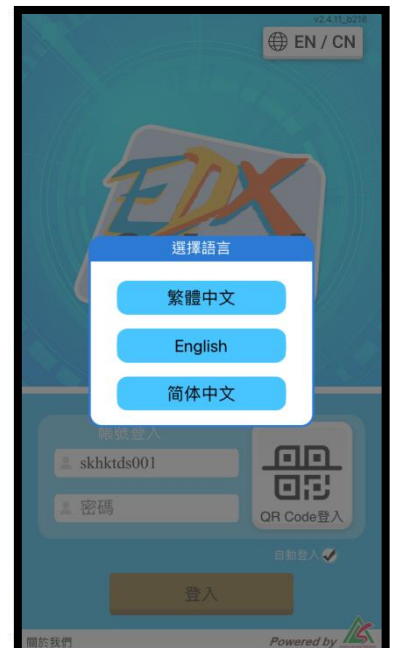 v2.4.11_b216
EN / CN
EDX
選擇語言
繁體中文
English
简体中文
帳號登入
skhktds001
密碼
QR Code登入
自動登入
登入
關於我們
Powered by